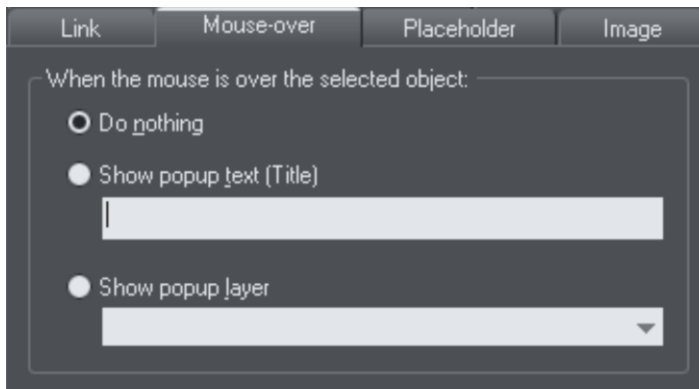 Link Mouse-over Placeholder Image
When the mouse is over the selected object:
Do nothing
Show popup text (Title)
Show popup layer